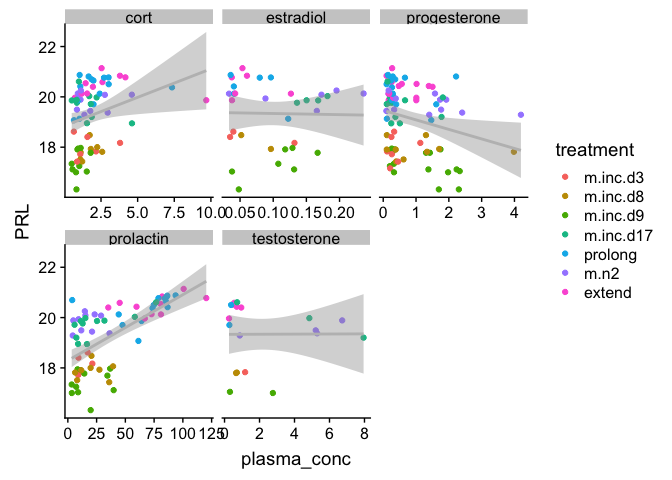 cort estradiol progesterone
22
20
18
2.5 5.0 7.5 10.0 0.05 0.10 0.15 0.20 0 1 2 3 4
PRL
prolactin testosterone
22
20
18
0 25 50 75 100 125 0 2 4 6 8
plasma_conc
treatment
m.inc.d3
m.inc.d8
m.inc.d9
m.inc.d17
prolong
m.n2
extend